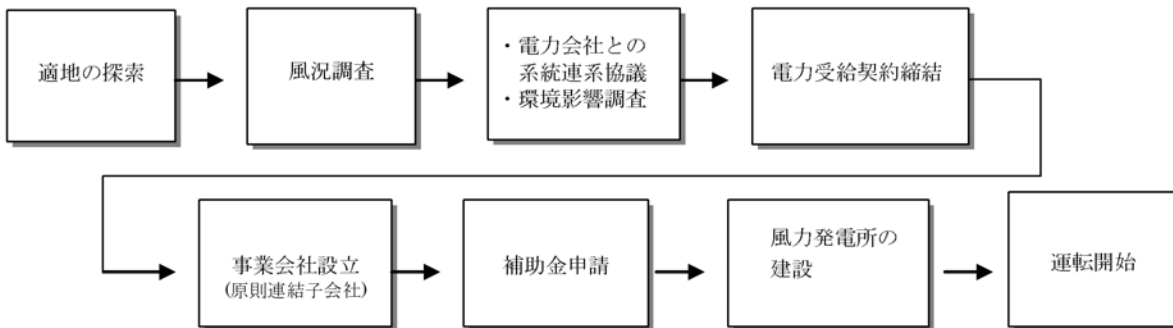 適地の探索
風況調査
・電力会社との
系統連系協議
・環境影響調査
電力受給契約締結
事業会社設立
(原則連結子会社)
補助金申請
風力発電所の
建設
運転開始